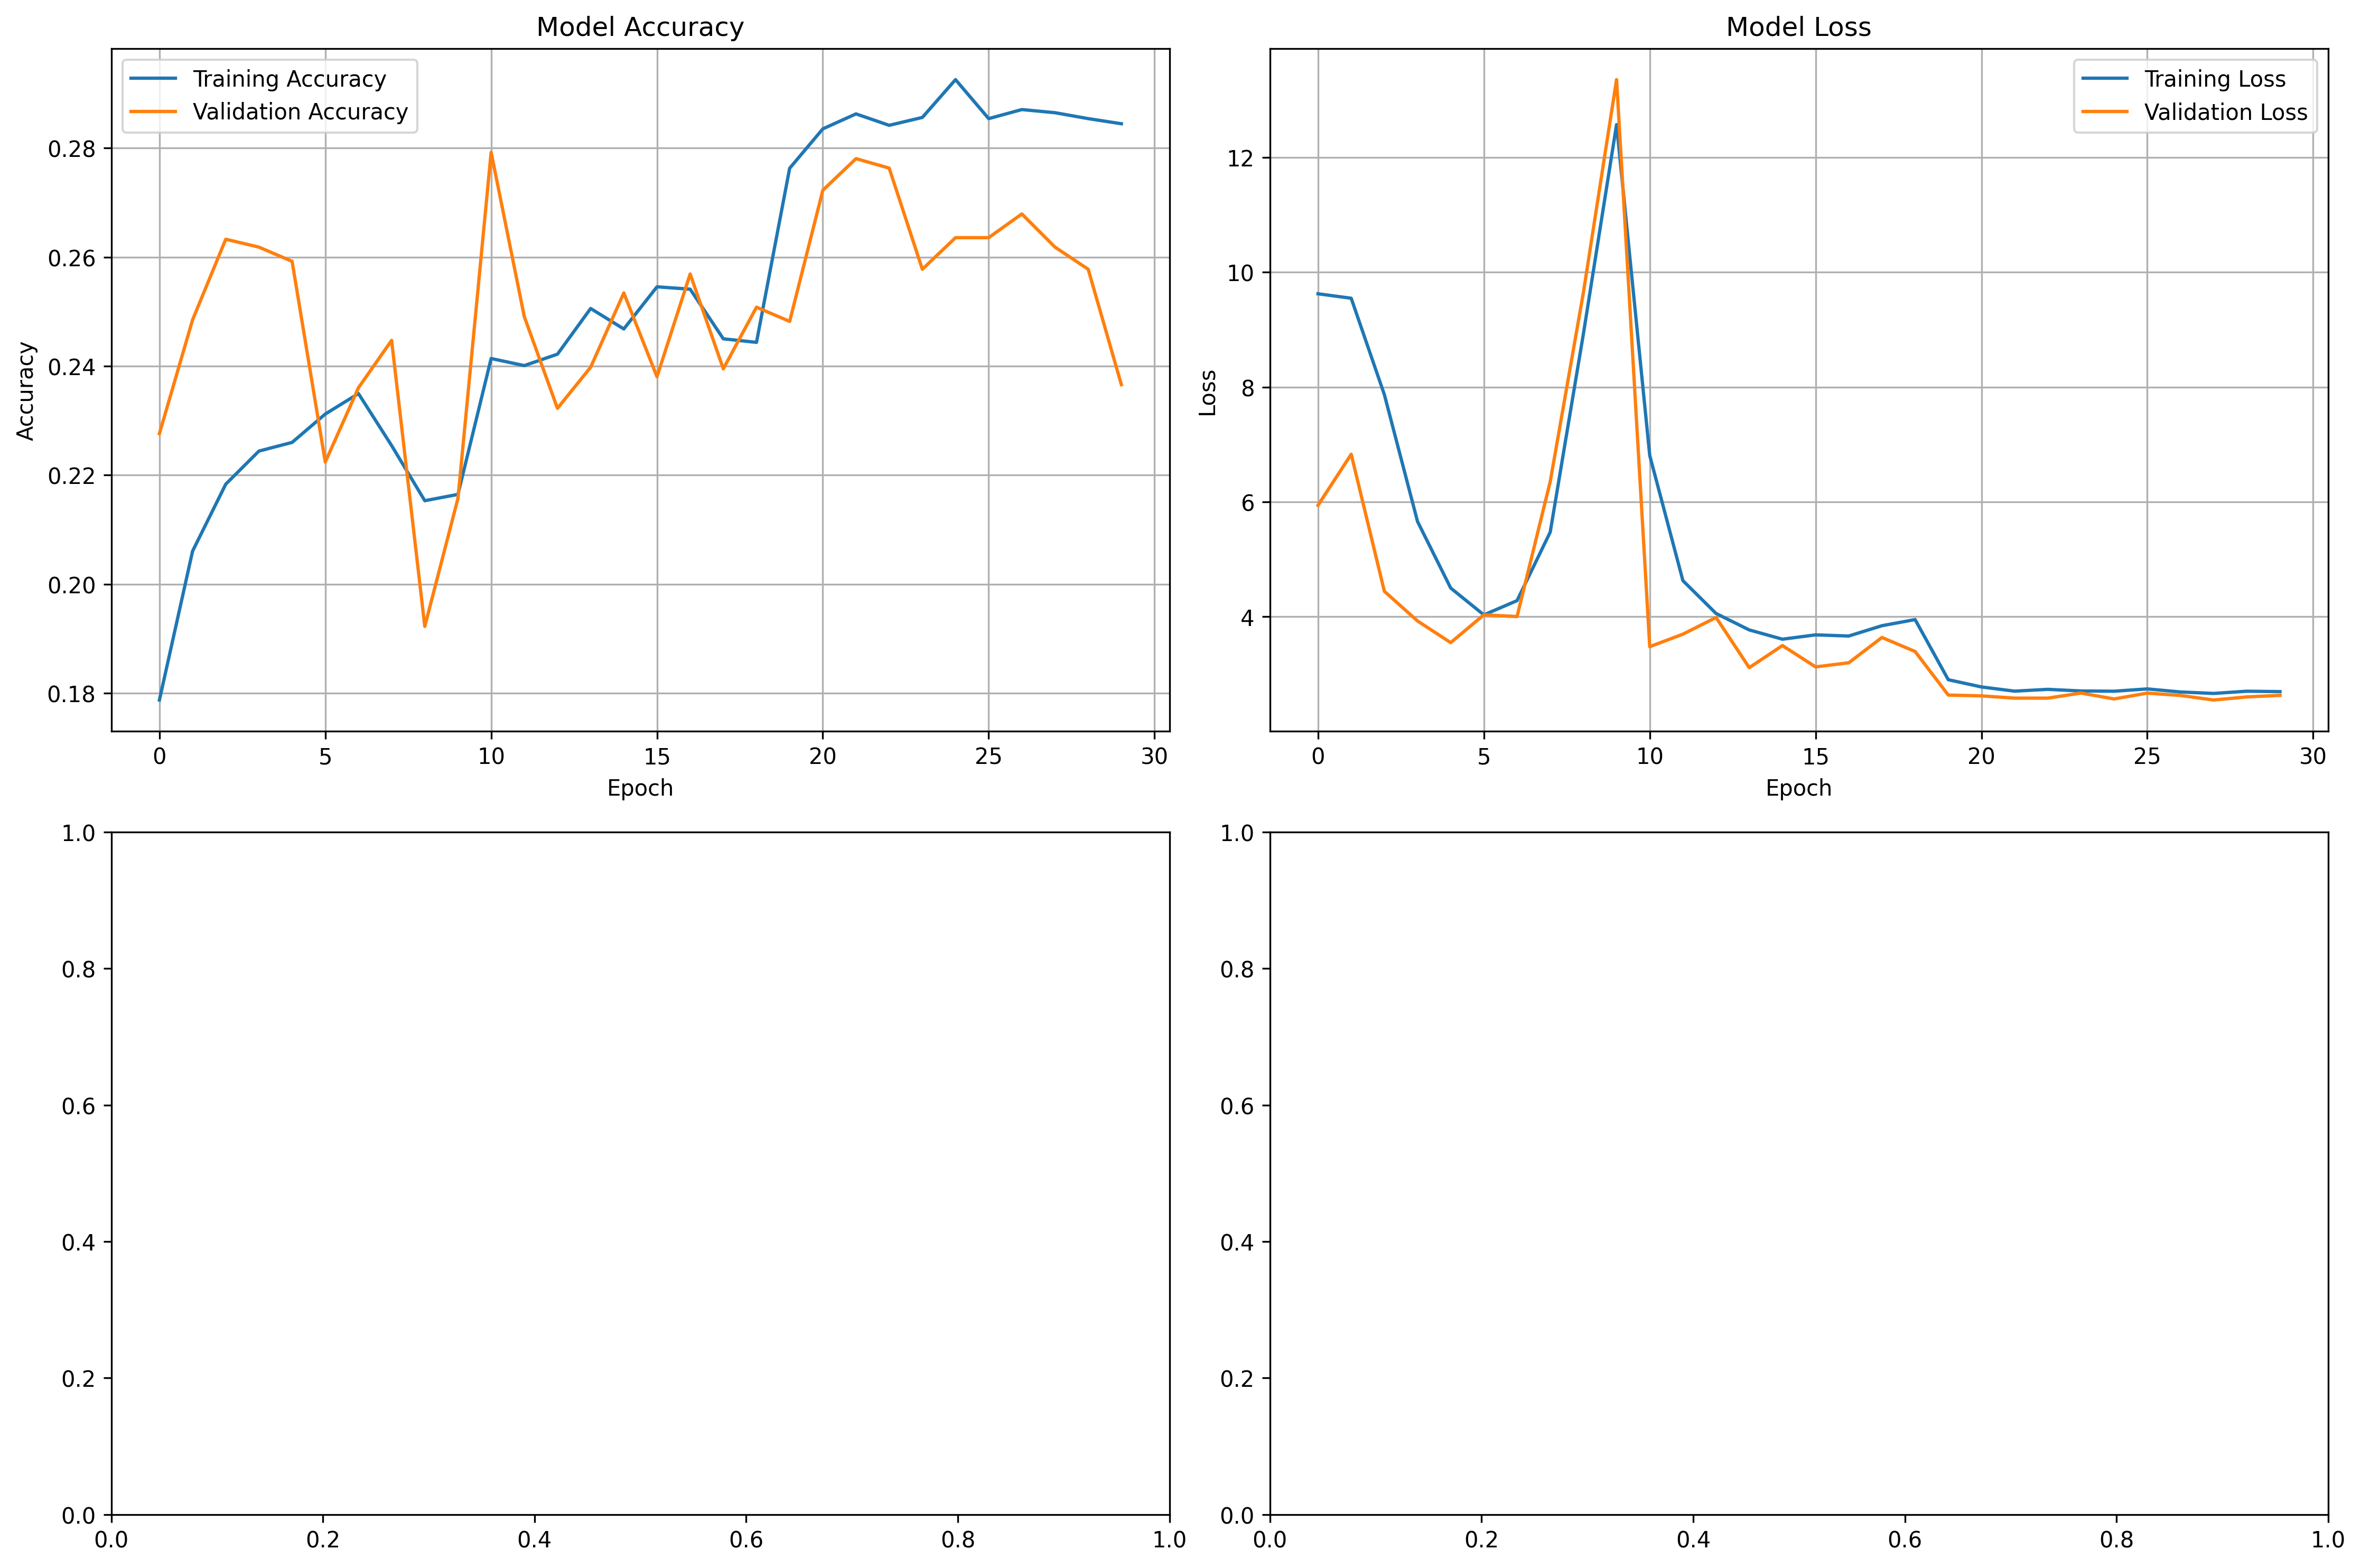 Model Accuracy
Training Accuracy
Validation Accuracy
Accuracy
0.28
0.26
0.24
0.22
0.20
0.18
0 5 10 15 20 25 30
Epoch
Model Loss
Training Loss
Validation Loss
Loss
12
10
8
6
4
0 5 10 15 20 25 30
Epoch
1.0
0.8
0.6
0.4
0.2
0.0
0.0 0.2 0.4 0.6 0.8 1.0
1.0
0.8
0.6
0.4
0.2
0.0
0.0 0.2 0.4 0.6 0.8 1.0